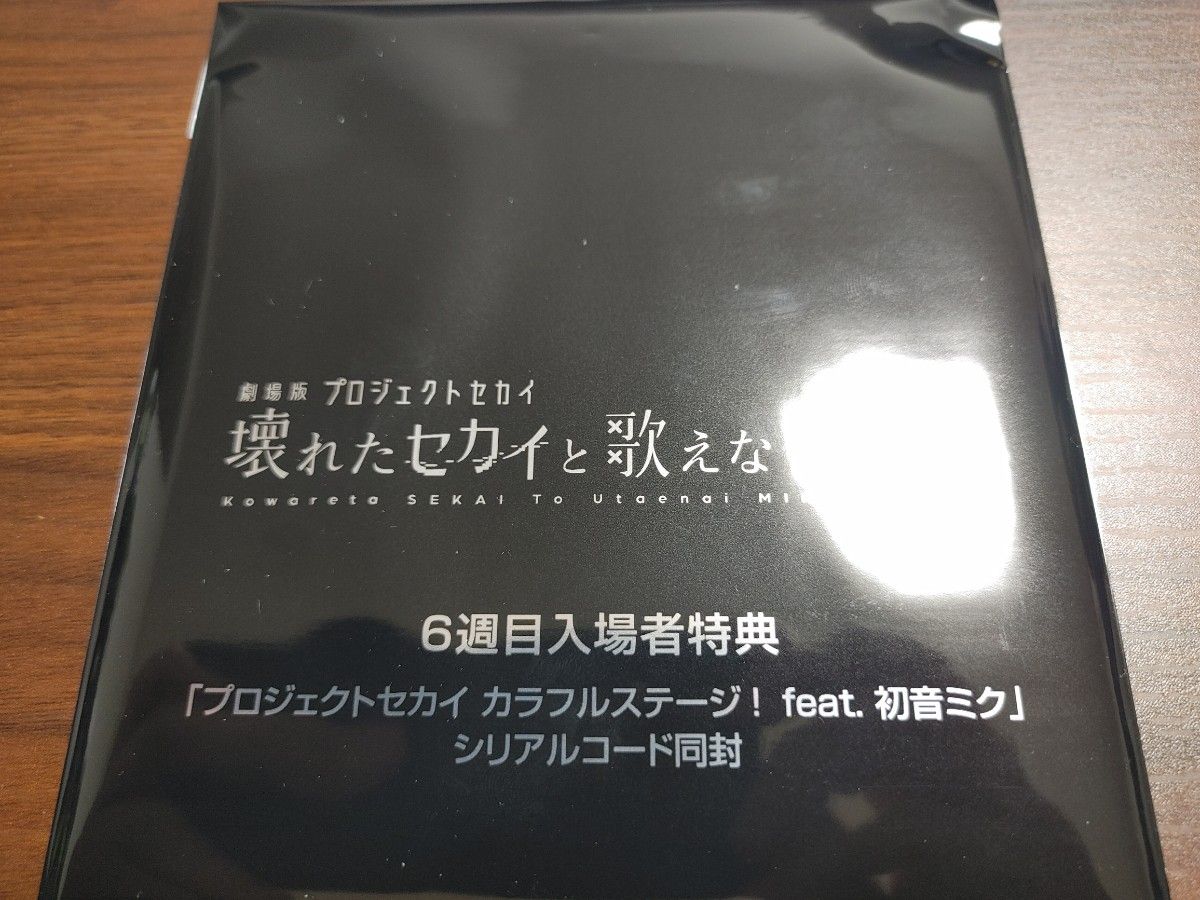 劇場版 プロジェクトセカイ
壊れたセカイと歌えな
Kowareta SEKAI To Utaenai
6週目入場者特典
「プロジェクトセカイ カラフルステージ! feat. 初音ミク」
シリアルコード同封